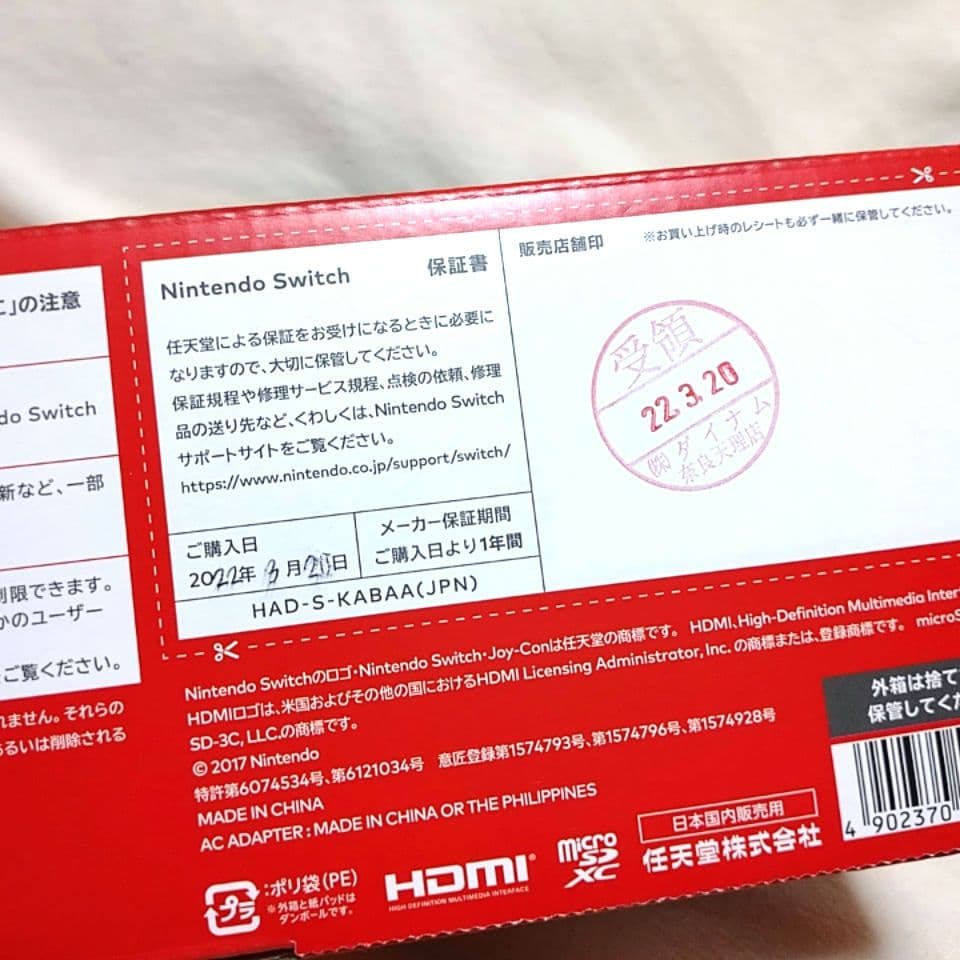 こ」の注意
do Switch
新など、一部
制限できます。
かのユーザー
をご覧ください。
れません。それらの
あるいは削除される
Nintendo Switch 保証書
任天堂による保証をお受けになるときに必要に
なりますので、大切に保管してください。
保証規程や修理サービス規程、点検の依頼、修理
品の送り先など、くわしくは、Nintendo Switch
サポートサイトをご覧ください。
https://www.nintendo.co.jp/support/switch/
ご購入日
2022年 3月20日
メーカー保証期間
ご購入日より1年間
HAD-S-KABAA(JPN)
販売店舗印
※お買い上げ時のレシートも必ず一緒に保管してください。
受領
22.3.20
㈱ダイナム
奈良天理店
Nintendo Switchのロゴ・Nintendo Switch・Joy-Conは任天堂の商標です。 HDMI、High-Definition Multimedia Inter
HDMIロゴは、米国およびその他の国におけるHDMI Licensing Administrator, Inc. の商標または、登録商標です。 microS
SD-3C, LLC.の商標です。
© 2017 Nintendo
特許第6074534号、第6121034号 意匠登録第1574793号、第1574796号、第1574928号
MADE IN CHINA
AC ADAPTER : MADE IN CHINA OR THE PHILIPPINES
プラ
:ポリ袋(PE)
※外箱と紙パッドは
ダンボールです。
HDMI®
HIGH DEFINITION MULTIMEDIA INTERFACE
micro
SD
XC
日本国内販売用
任天堂株式会社
外箱は捨て
保管してくだ
4 902370